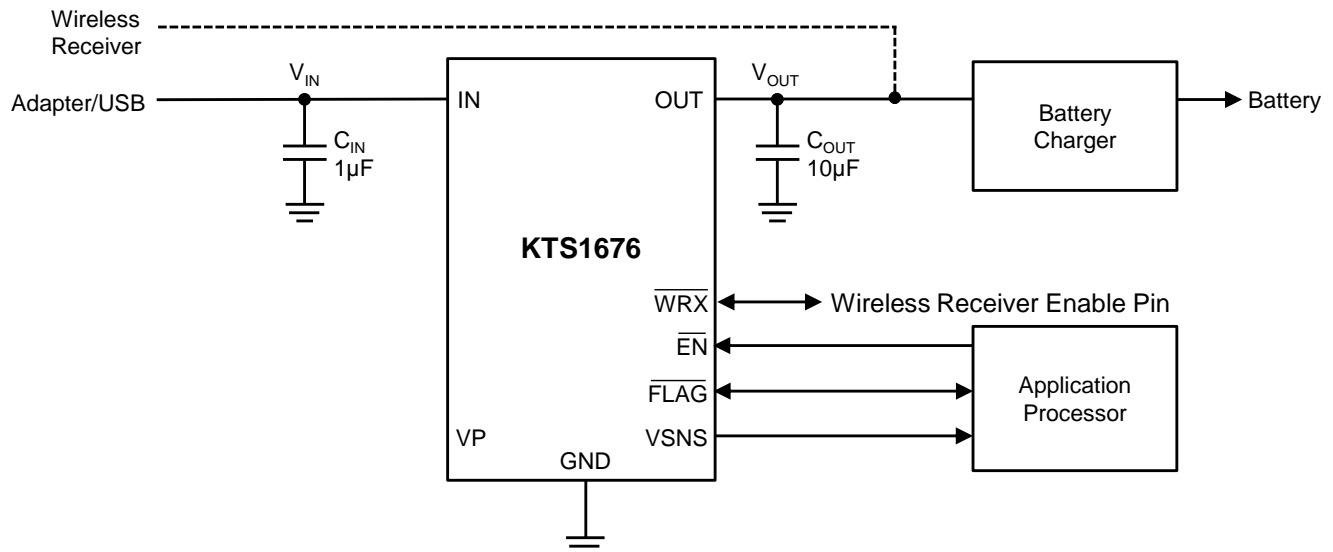 Wireless
Receiver
Adapter/USB
VIN
CIN
1µF
IN
OUT
KTS1676
WRX
EN
FLAG
VSNS
VP
GND
VOUT
COUT
10µF
Battery
Charger
Battery
Wireless Receiver Enable Pin
Application
Processor